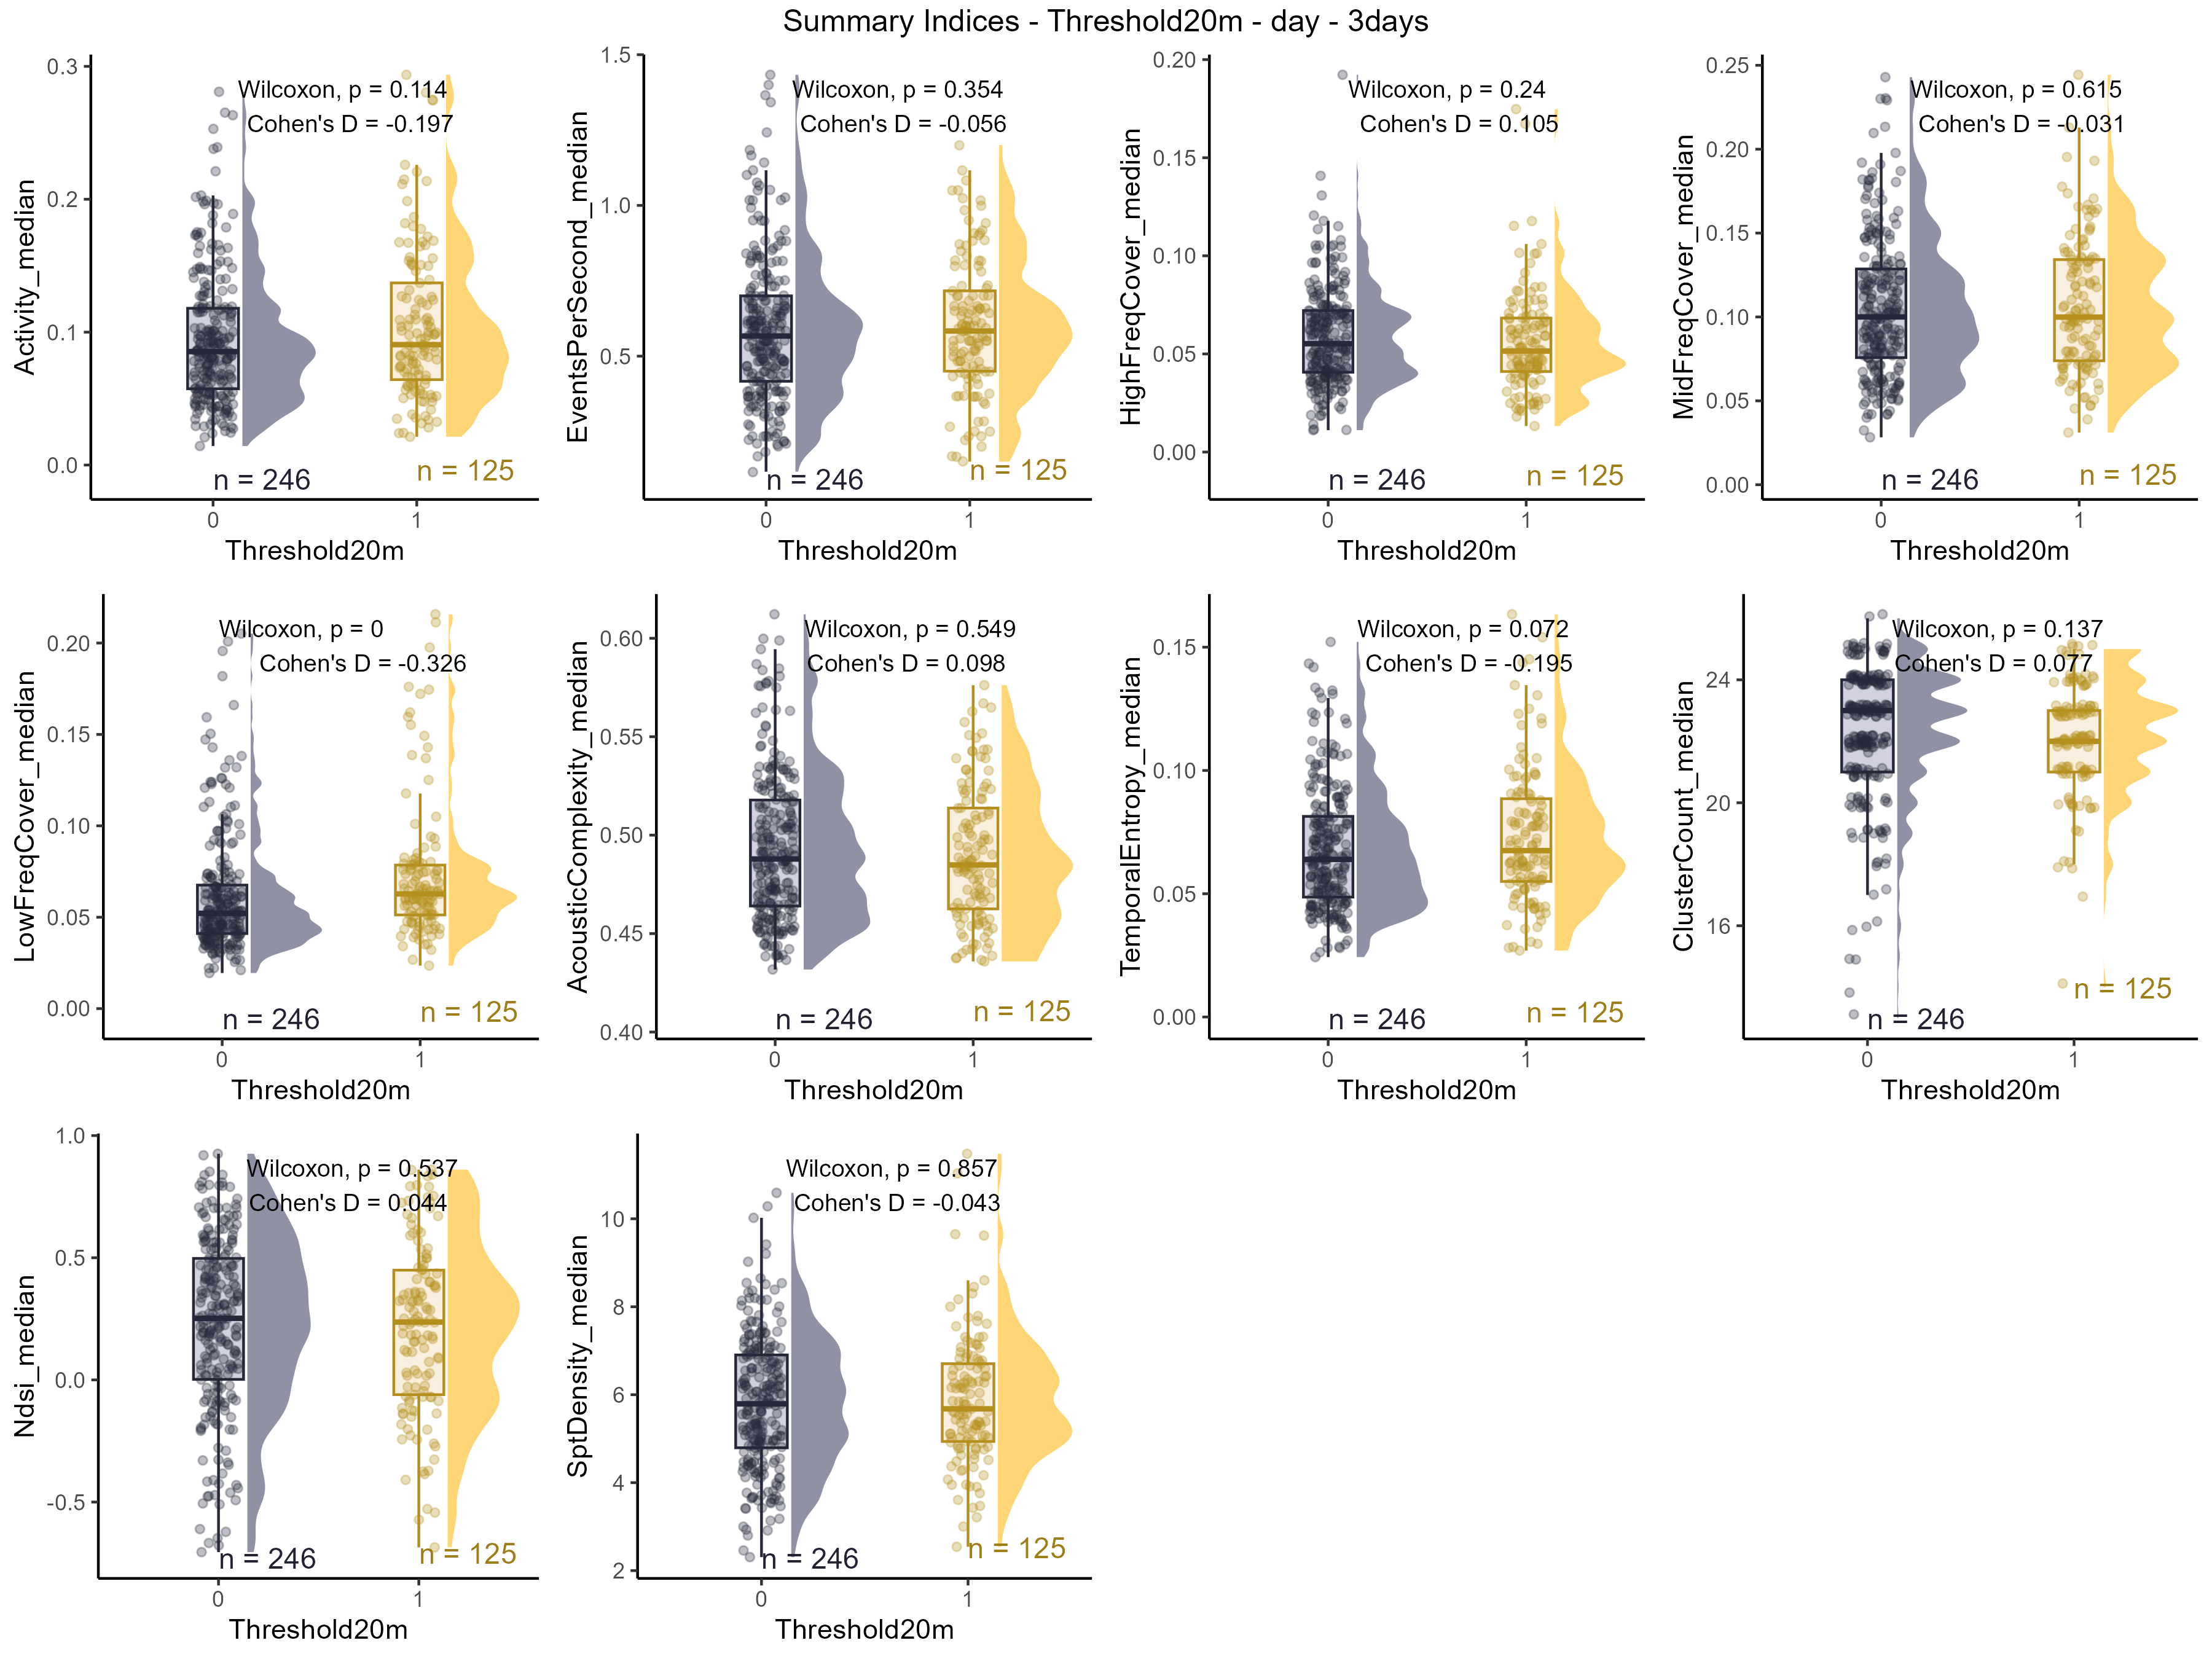 Summary Indices - Threshold20m - day - 3days
Activity_median
0.3
0.2
0.1
0.0
Wilcoxon, p = 0.114
Cohen's D = -0.197
n = 246
n = 125
0
1
Threshold20m
EventsPerSecond_median
1.5
1.0
0.5
Wilcoxon, p = 0.354
Cohen's D = -0.056
n = 246
n = 125
0
1
Threshold20m
HighFreqCover_median
0.20
0.15
0.10
0.05
0.00
Wilcoxon, p = 0.24
Cohen's D = 0.105
n = 246
n = 125
0
1
Threshold20m
MidFreqCover_median
0.25
0.20
0.15
0.10
0.05
0.00
Wilcoxon, p = 0.615
Cohen's D = -0.031
n = 246
n = 125
0
1
Threshold20m
LowFreqCover_median
0.20
0.15
0.10
0.05
0.00
Wilcoxon, p = 0
Cohen's D = -0.326
n = 246
n = 125
0
1
Threshold20m
AcousticComplexity_median
0.60
0.55
0.50
0.45
0.40
Wilcoxon, p = 0.549
Cohen's D = 0.098
n = 246
n = 125
0
1
Threshold20m
TemporalEntropy_median
0.15
0.10
0.05
0.00
Wilcoxon, p = 0.072
Cohen's D = -0.195
n = 246
n = 125
0
1
Threshold20m
ClusterCount_median
24
20
16
Wilcoxon, p = 0.137
Cohen's D = 0.077
n = 246
n = 125
0
1
Threshold20m
Ndsi_median
1.0
0.5
0.0
-0.5
Wilcoxon, p = 0.537
Cohen's D = 0.044
n = 246
n = 125
0
1
Threshold20m
SptDensity_median
10
8
6
4
2
Wilcoxon, p = 0.857
Cohen's D = -0.043
n = 246
n = 125
0
1
Threshold20m